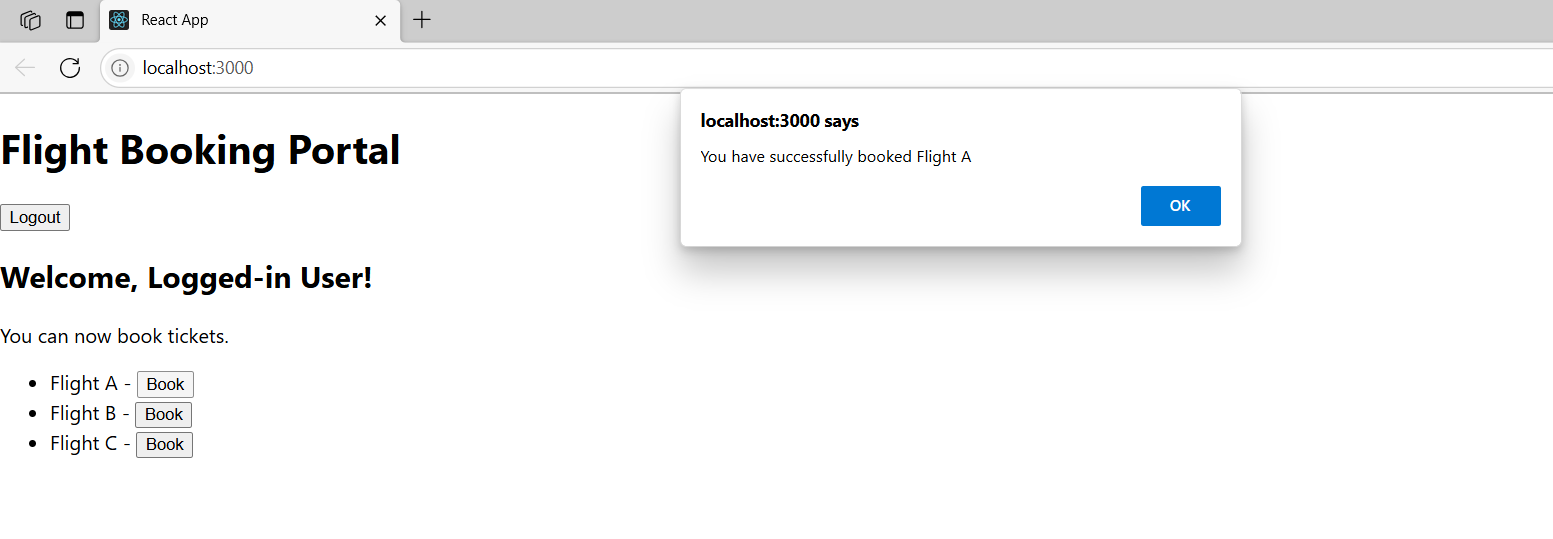 React App
localhost:3000
localhost:3000 says
You have successfully booked Flight A
OK
Flight Booking Portal
Logout
Welcome, Logged-in User!
You can now book tickets.
Flight A - Book
Flight B - Book
Flight C - Book